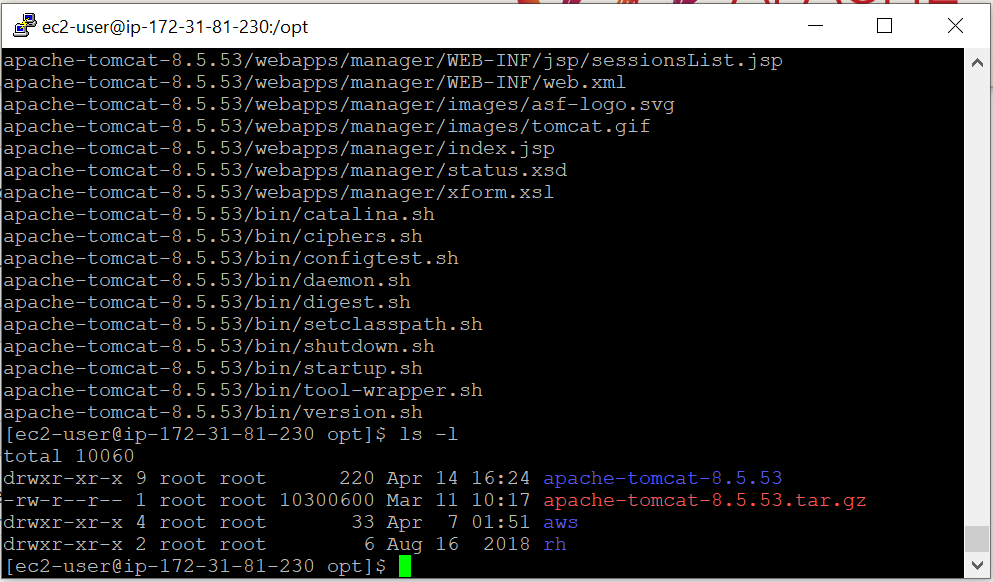 APACHE
ec2-user@ip-172-31-81-230:/opt
apache-tomcat-8.5.53/webapps/manager/WEB-INF/jsp/sessionsList.jsp
apache-tomcat-8.5.53/webapps/manager/WEB-INF/web.xml
apache-tomcat-8.5.53/webapps/manager/images/asf-logo.svg
apache-tomcat-8.5.53/webapps/manager/images/tomcat.gif
apache-tomcat-8.5.53/webapps/manager/index.jsp
apache-tomcat-8.5.53/webapps/manager/status.xsd
apache-tomcat-8.5.53/webapps/manager/xform.xsl
apache-tomcat-8.5.53/bin/catalina.sh
apache-tomcat-8.5.53/bin/ciphers.sh
apache-tomcat-8.5.53/bin/configtest.sh
apache-tomcat-8.5.53/bin/daemon.sh
apache-tomcat-8.5.53/bin/digest.sh
apache-tomcat-8.5.53/bin/setclasspath.sh
apache-tomcat-8.5.53/bin/shutdown.sh
apache-tomcat-8.5.53/bin/startup.sh
apache-tomcat-8.5.53/bin/tool-wrapper.sh
apache-tomcat-8.5.53/bin/version.sh
[ec2-user@ip-172-31-81-230 opt]$ ls -l
total 10060
drwxr-xr-x 9 root root      220 Apr 14 16:24 apache-tomcat-8.5.53
-rw-r--r-- 1 root root 10300600 Mar 11 10:17 apache-tomcat-8.5.53.tar.gz
drwxr-xr-x 4 root root       33 Apr  7 01:51 aws
drwxr-xr-x 2 root root        6 Aug 16  2018 rh
[ec2-user@ip-172-31-81-230 opt]$